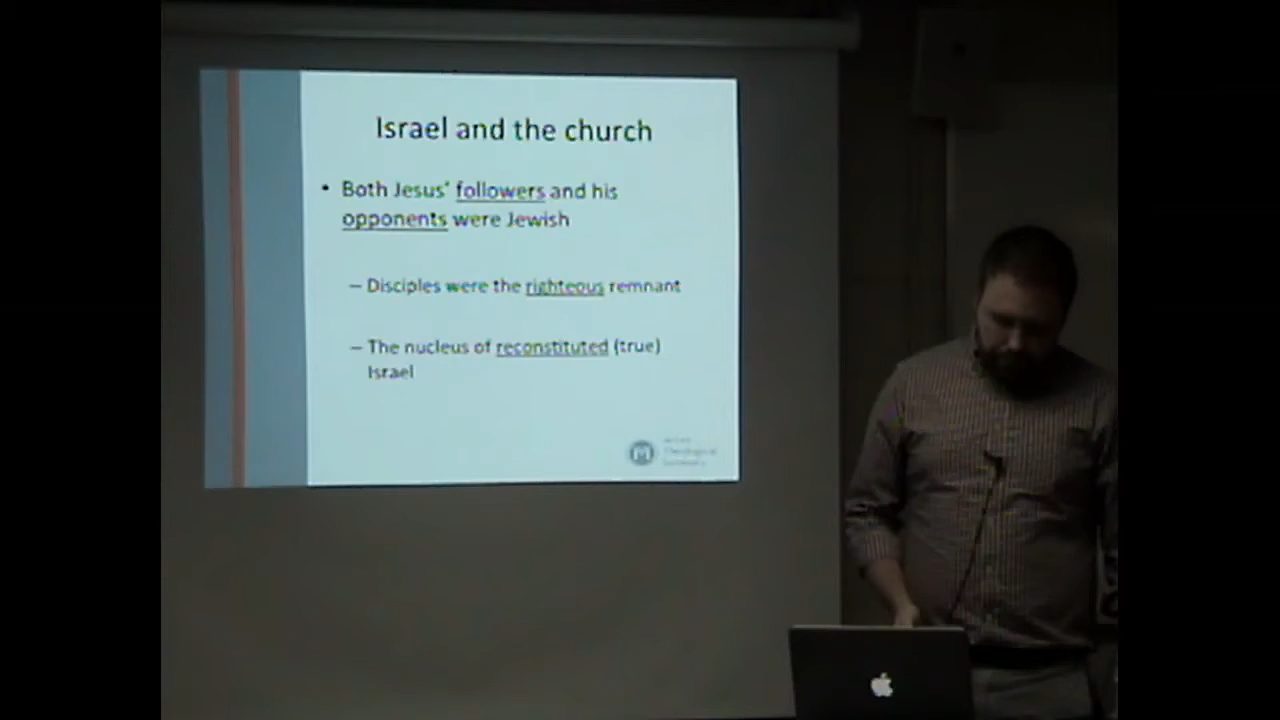 Israel and the church
• Both Jesus' followers and his
opponents were Jewish
– Disciples were the righteous remnant
– The nucleus of reconstituted (true)
Israel
Theological